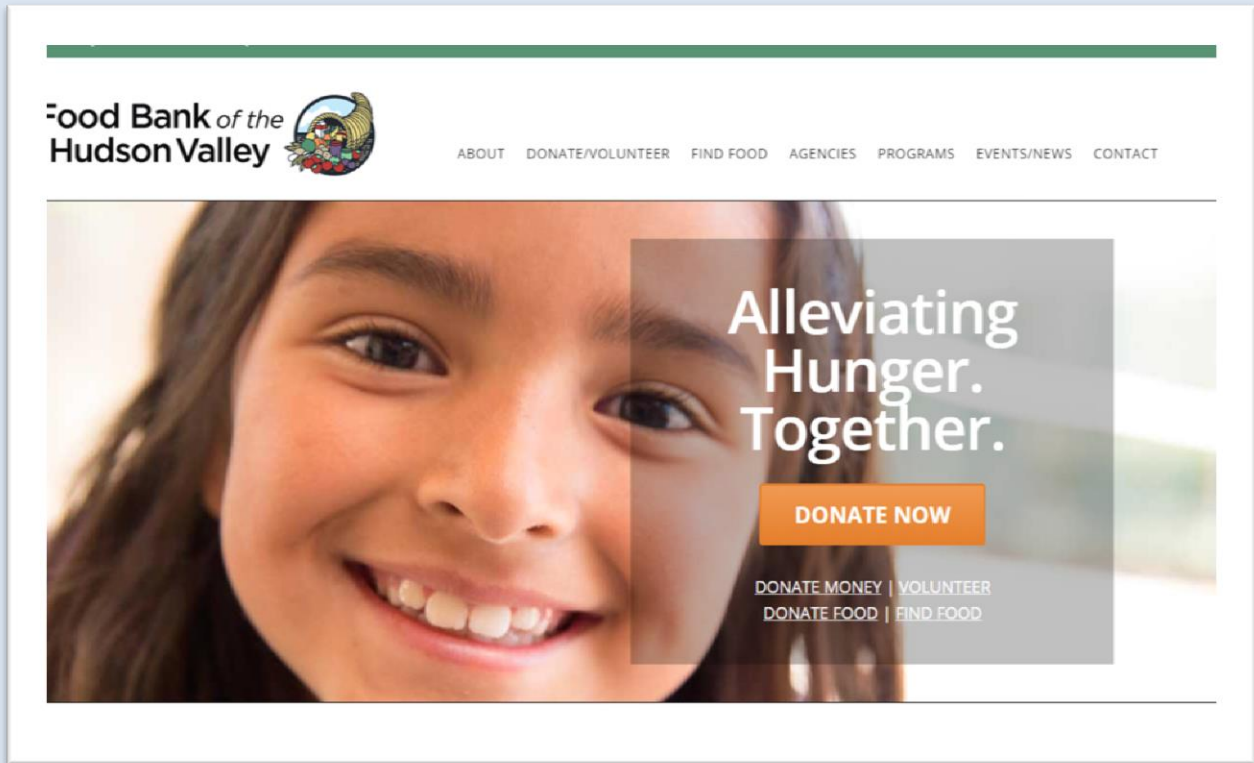 Food Bank of the
Hudson Valley
ABOUT DONATE/VOLUNTEER FIND FOOD AGENCIES PROGRAMS EVENTS/NEWS CONTACT
Alleviating
Hunger.
Together.
DONATE NOW
DONATE MONEY | VOLUNTEER
DONATE FOOD | FIND FOOD